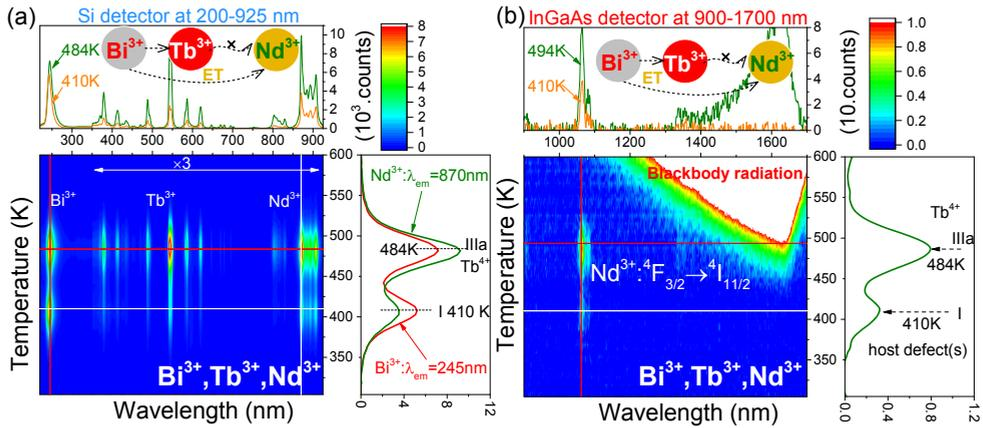 (a)
Si detector at 200-925 nm
484K
410K
Bi³⁺
Tb³⁺
×
Nd³⁺
ET
10
8
6
4
2
0
300 400 500 600 700 800 900
8
7
6
5
4
3
2
1
0
(10³.counts)
600
550
500
450
400
350
Temperature (K)
×3
Bi³⁺
Tb³⁺
Nd³⁺
Bi³⁺,Tb³⁺,Nd³⁺
Wavelength (nm)
Nd³⁺:λem=870nm
484K
IIIa
Tb⁴⁺
I 410 K
Bi³⁺:λem=245nm
0 4 8 12
(b)
InGaAs detector at 900-1700 nm
494K
410K
Bi³⁺
Tb³⁺
×
Nd³⁺
ET
8
6
4
2
0
1000 1200 1400 1600
1.0
0.8
0.6
0.4
0.2
0.0
(10.counts)
600
550
500
450
400
350
Temperature (K)
Blackbody radiation
Nd³⁺:⁴F3/2→⁴I11/2
Bi³⁺,Tb³⁺,Nd³⁺
Wavelength (nm)
Tb⁴⁺
IIIa
484K
I
410K
host defect(s)
0.0 0.4 0.8 1.2